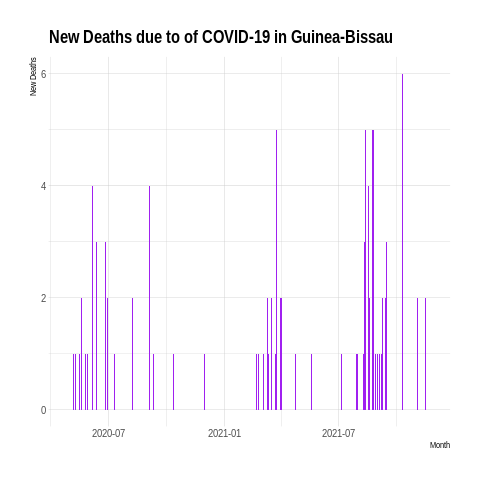 New Deaths due to of COVID-19 in Guinea-Bissau
New Deaths
6
4
2
0
2020-07
2021-01
2021-07
Month